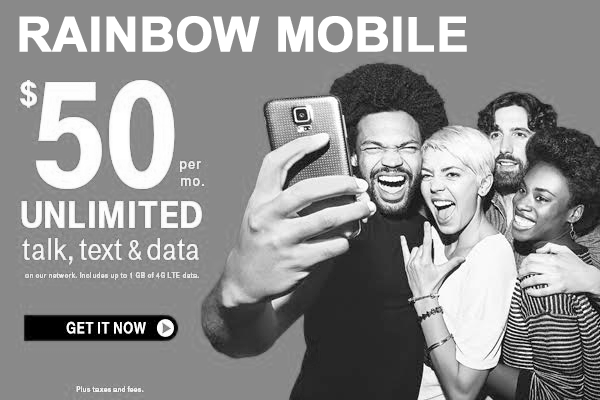 RAINBOW MOBILE
$50 per
mo.
UNLIMITED
talk, text & data
on our network. Includes up to 1 GB of 4G LTE data.
GET IT NOW
Plus taxes and fees.